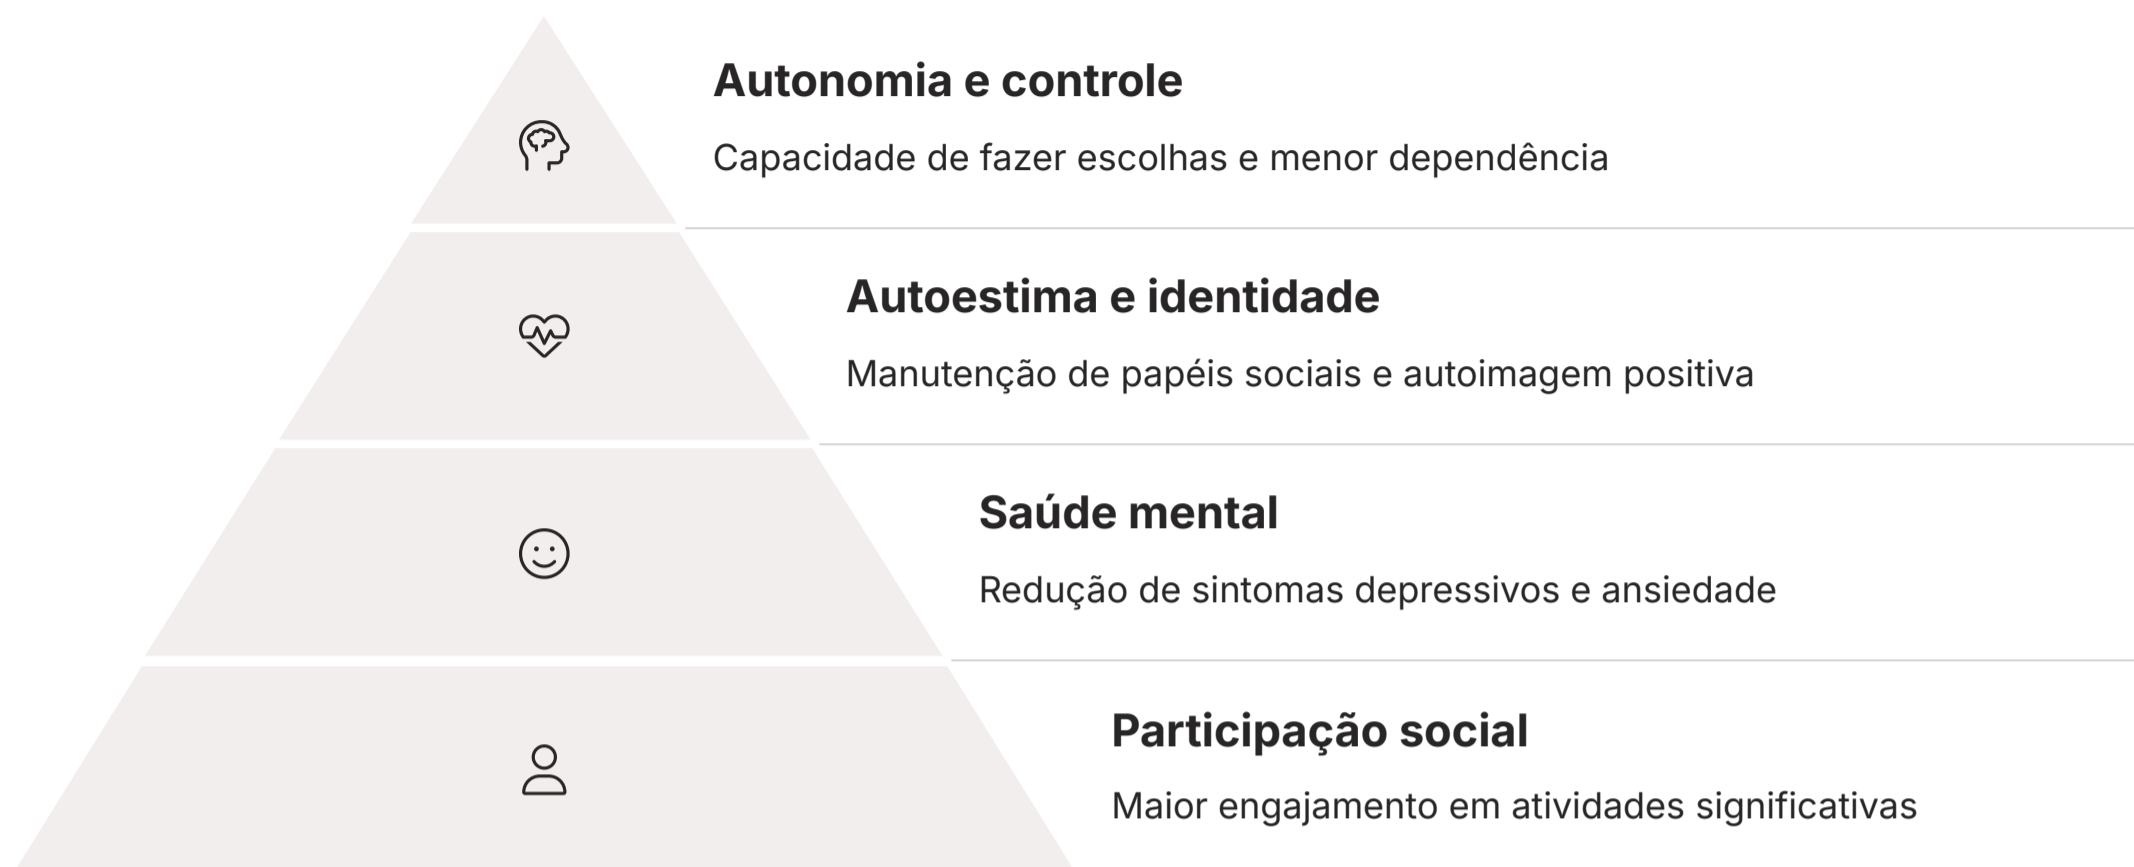 Autonomia e controle
Capacidade de fazer escolhas e menor dependência
Autoestima e identidade
Manutenção de papéis sociais e autoimagem positiva
Saúde mental
Redução de sintomas depressivos e ansiedade
Participação social
Maior engajamento em atividades significativas